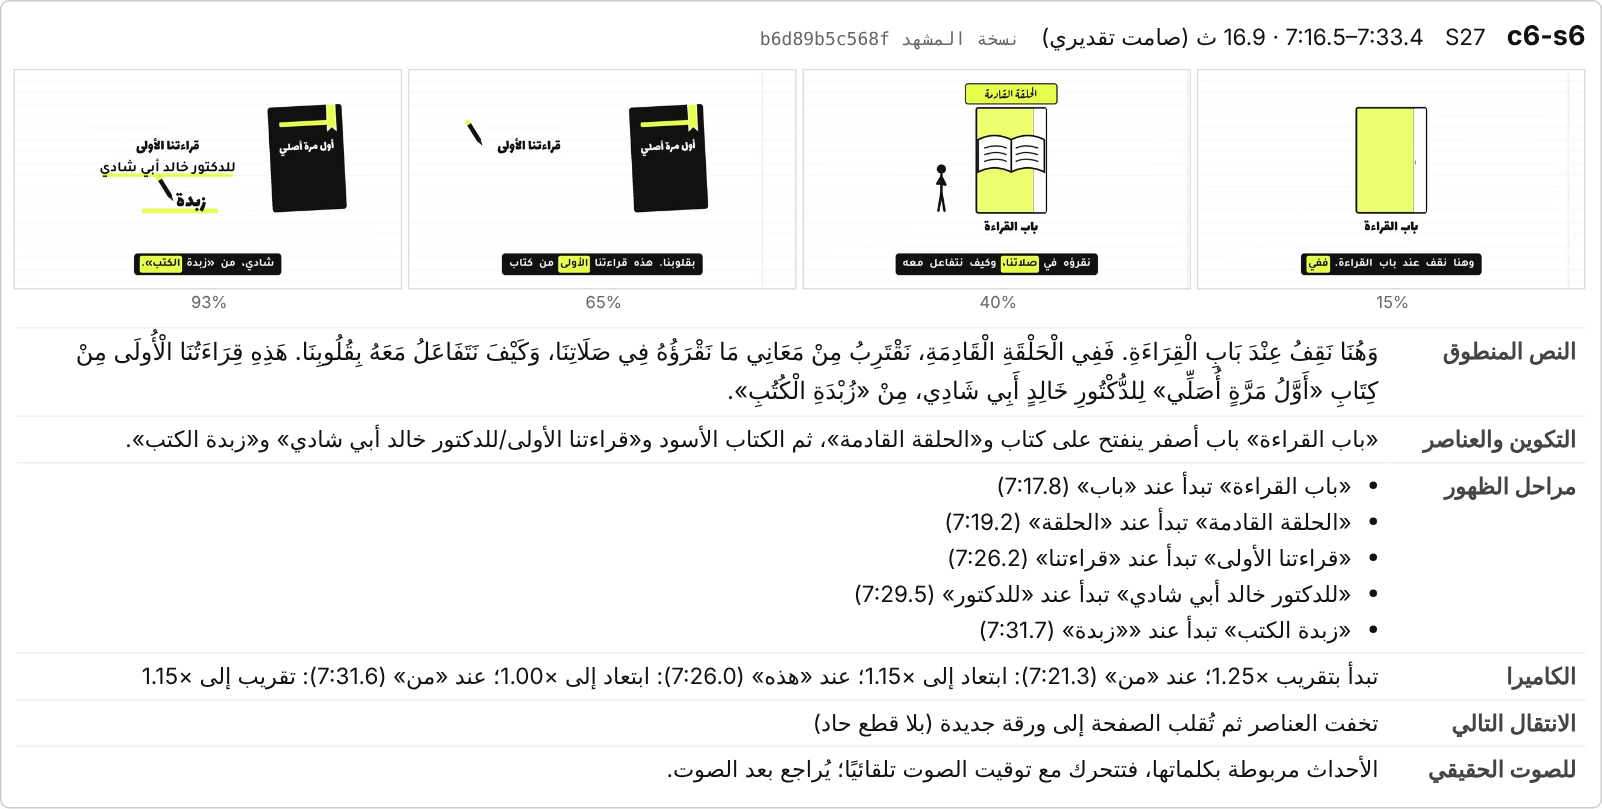 c6-s6 S27 7:16.5–7:33.4 · 16.9 ث (صامت تقديري) نسخة المشهد b6d89b5c568f
باب القراءة
وهنا نقف عند باب القراءة. ففي
15%
الحلقة القادمة
باب القراءة
نقرؤه في صلاتنا، وكيف نتفاعل معه
40%
أول مرة أصلي
قراءتنا الأولى
بقلوبنا. هذه قراءتنا الأولى من كتاب
65%
أول مرة أصلي
قراءتنا الأولى
للدكتور خالد أبي شادي
زبدة
شادي، من «زبدة الكتب».
93%
النص المنطوق
وَهُنَا نَقِفُ عِنْدَ بَابِ الْقِرَاءَةِ. فَفِي الْحَلْقَةِ الْقَادِمَةِ، نَقْتَرِبُ مِنْ مَعَانِي مَا نَقْرَؤُهُ فِي صَلَاتِنَا، وَكَيْفَ نَتَفَاعَلُ مَعَهُ بِقُلُوبِنَا. هَذِهِ قِرَاءَتُنَا الْأُولَى مِنْ
كِتَابِ «أَوَّلُ مَرَّةٍ أُصَلِّي» لِلدُّكْتُورِ خَالِدٍ أَبِي شَادِي، مِنْ «زُبْدَةِ الْكُتُبِ».
التكوين والعناصر
«باب القراءة» باب أصفر ينفتح على كتاب و«الحلقة القادمة»، ثم الكتاب الأسود و«قراءتنا الأولى/للدكتور خالد أبي شادي» و«زبدة الكتب».
مراحل الظهور
• «باب القراءة» تبدأ عند «باب» (7:17.8)
• «الحلقة القادمة» تبدأ عند «الحلقة» (7:19.2)
• «قراءتنا الأولى» تبدأ عند «قراءتنا» (7:26.2)
• «للدكتور خالد أبي شادي» تبدأ عند «للدكتور» (7:29.5)
• «زبدة الكتب» تبدأ عند ««زبدة» (7:31.7)
الكاميرا
تبدأ بتقريب ×1.25؛ عند «من» (7:21.3): ابتعاد إلى ×1.15؛ عند «هذه» (7:26.0): ابتعاد إلى ×1.00؛ عند «من» (7:31.6): تقريب إلى ×1.15
الانتقال التالي
تخفت العناصر ثم تُقلب الصفحة إلى ورقة جديدة (بلا قطع حاد)
للصوت الحقيقي
الأحداث مربوطة بكلماتها، فتتحرك مع توقيت الصوت تلقائيًا؛ يُراجع بعد الصوت.